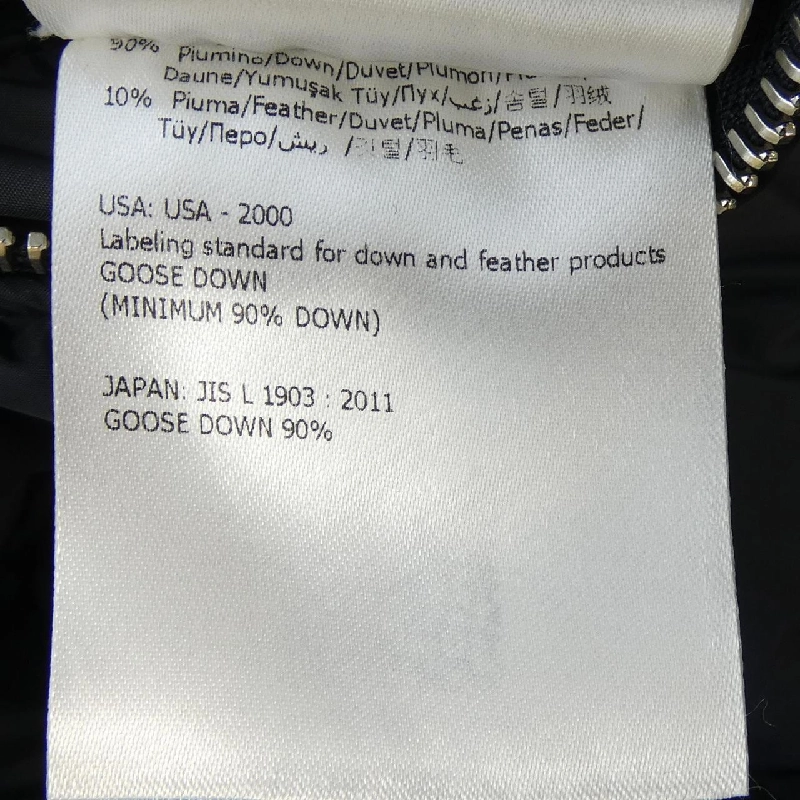 90% Piumino/Down/Duvet/Plumon/
Daune/Yumuşak Tüy/Пух/زغب/솜털/羽绒
10% Piuma/Feather/Duvet/Pluma/Penas/Feder/
Tüy/Перо/ریش /깃털/羽毛
USA: USA - 2000
Labeling standard for down and feather products
GOOSE DOWN
(MINIMUM 90% DOWN)
JAPAN: JIS L 1903 : 2011
GOOSE DOWN 90%